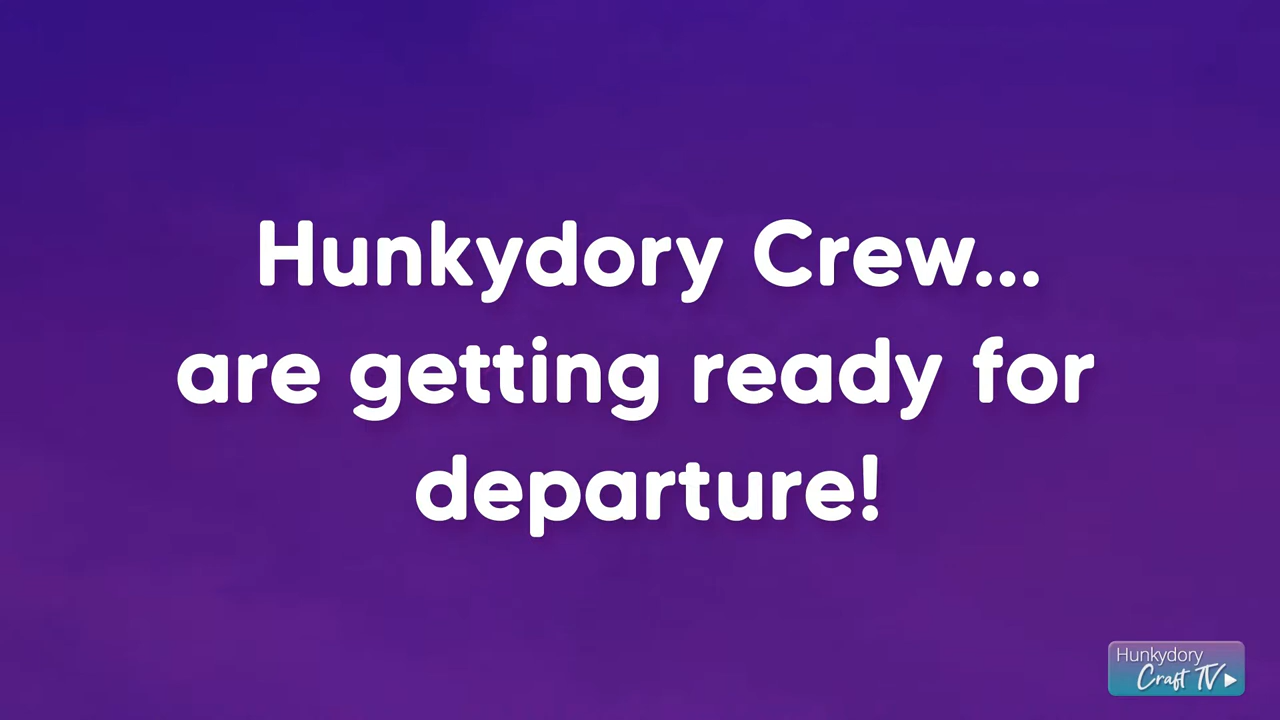 Hunkydory Crew...
are getting ready for
departure!
Hunkydory
Craft TV